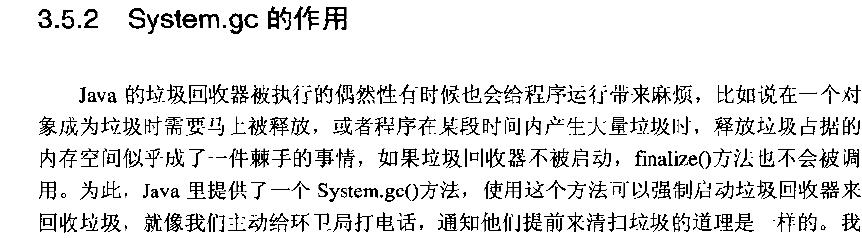 3.5.2 System.gc 的作用
Java 的垃圾回收器被执行的偶然性有时候也会给程序运行带来麻烦，比如说在一个对
象成为垃圾时需要马上被释放，或者程序在某段时间内产生大量垃圾时，释放垃圾占据的
内存空间似乎成了一件棘手的事情，如果垃圾回收器不被启动，finalize()方法也不会被调
用。为此，Java 里提供了一个 System.gc()方法，使用这个方法可以强制启动垃圾回收器来
回收垃圾，就像我们主动给环卫局打电话，通知他们提前来清扫垃圾的道理是一样的。我